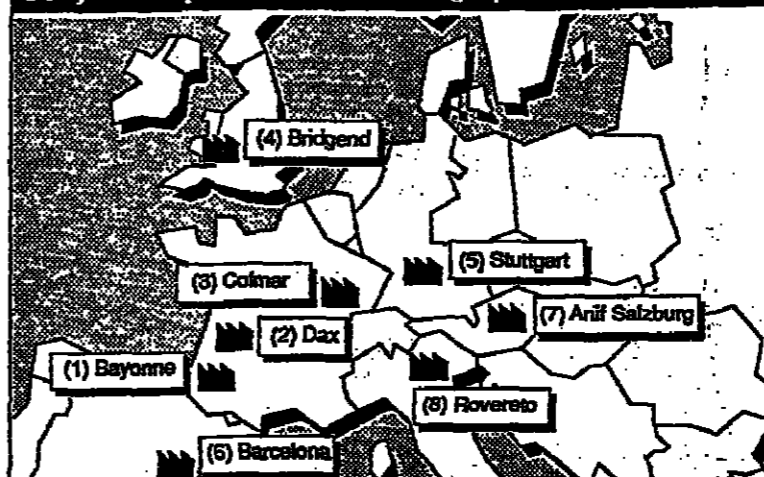 (4) Bridgend
(5) Stuttgart
(3) Colmar
(7) Anif Salzburg
(2) Dax
(1) Bayonne
(8) Rovereto
(6) Barcelona